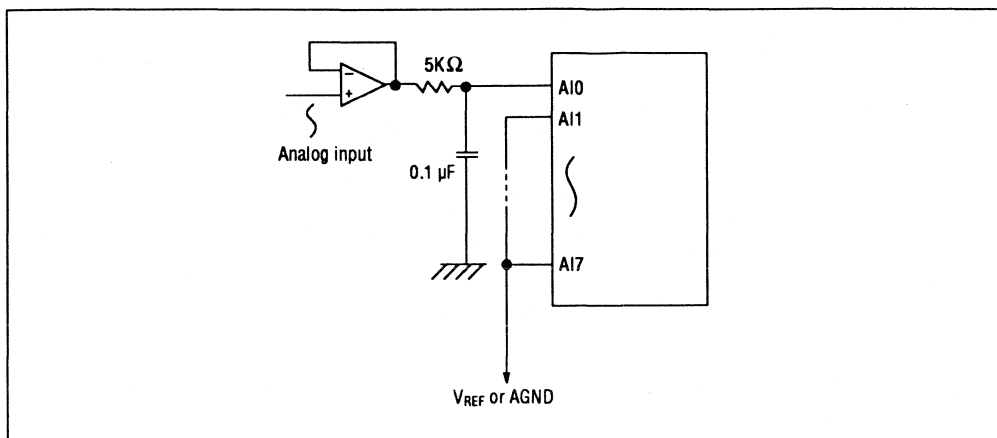 5KΩ
−
+
Analog input
0.1 µF
AI0
AI1
AI7
VREF or AGND